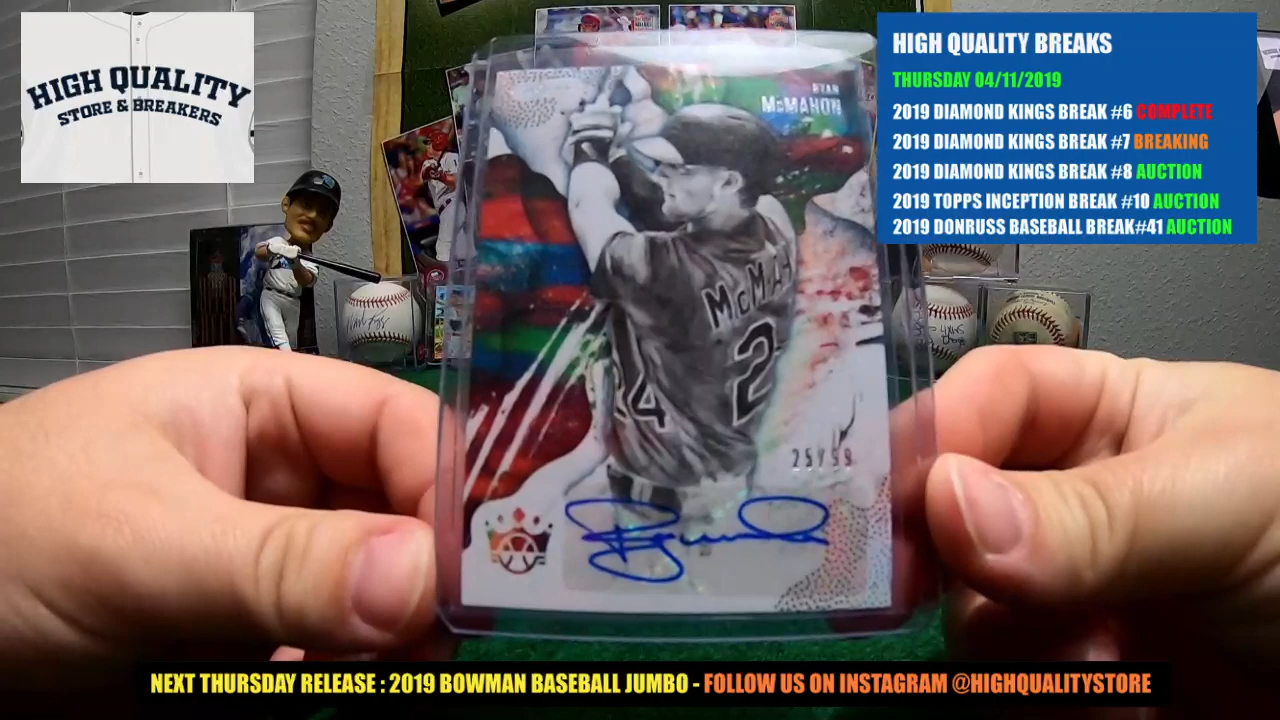 HIGH QUALITY
STORE & BREAKERS
HIGH QUALITY BREAKS
THURSDAY 04/11/2019
2019 DIAMOND KINGS BREAK #6 COMPLETE
2019 DIAMOND KINGS BREAK #7 BREAKING
2019 DIAMOND KINGS BREAK #8 AUCTION
2019 TOPPS INCEPTION BREAK #10 AUCTION
2019 DONRUSS BASEBALL BREAK#41 AUCTION
RYAN
McMAHON
McMAH
24
25/99
NEXT THURSDAY RELEASE : 2019 BOWMAN BASEBALL JUMBO - FOLLOW US ON INSTAGRAM @HIGHQUALITYSTORE